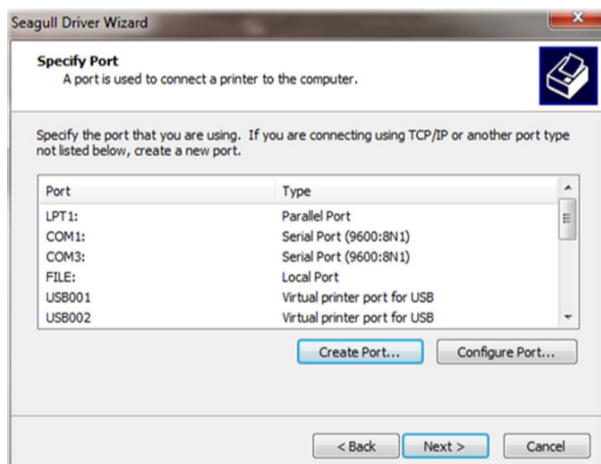 Seagull Driver Wizard
Specify Port
A port is used to connect a printer to the computer.
Specify the port that you are using. If you are connecting using TCP/IP or another port type
not listed below, create a new port.
Port Type
LPT1: Parallel Port
COM1: Serial Port (9600:8N1)
COM3: Serial Port (9600:8N1)
FILE: Local Port
USB001 Virtual printer port for USB
USB002 Virtual printer port for USB
Create Port... Configure Port...
< Back Next > Cancel